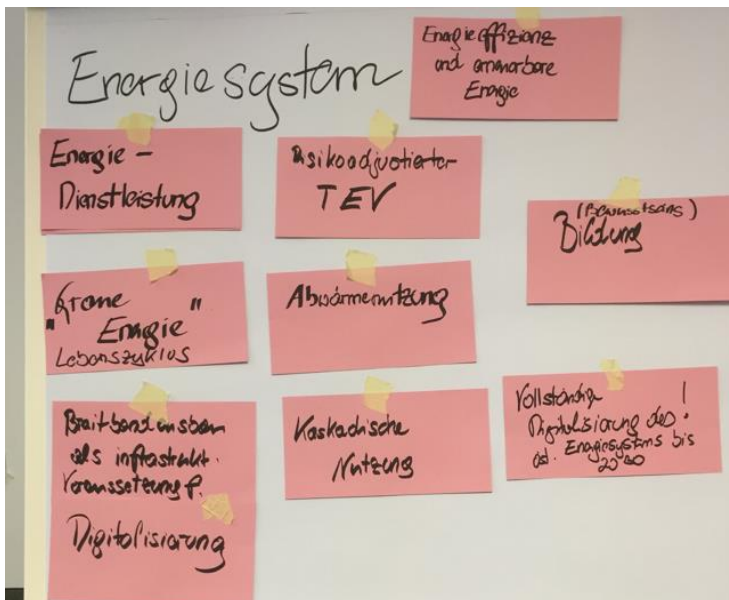 Energiesystem
Energieeffizienz
und erneuerbare
Energie
Energie -
Dienstleistung
Risikoadjustierter
TEV
(Bewusstseins)
Bildung
"Grüne
Energie"
Lebenszyklus
Abwärmenutzung
Breitbandausbau
als infrastrukt.
Voraussetzung f.
Digitalisierung
Kaskadische
Nutzung
Vollständige !
Digitalisierung des
öst. Energiesystems bis